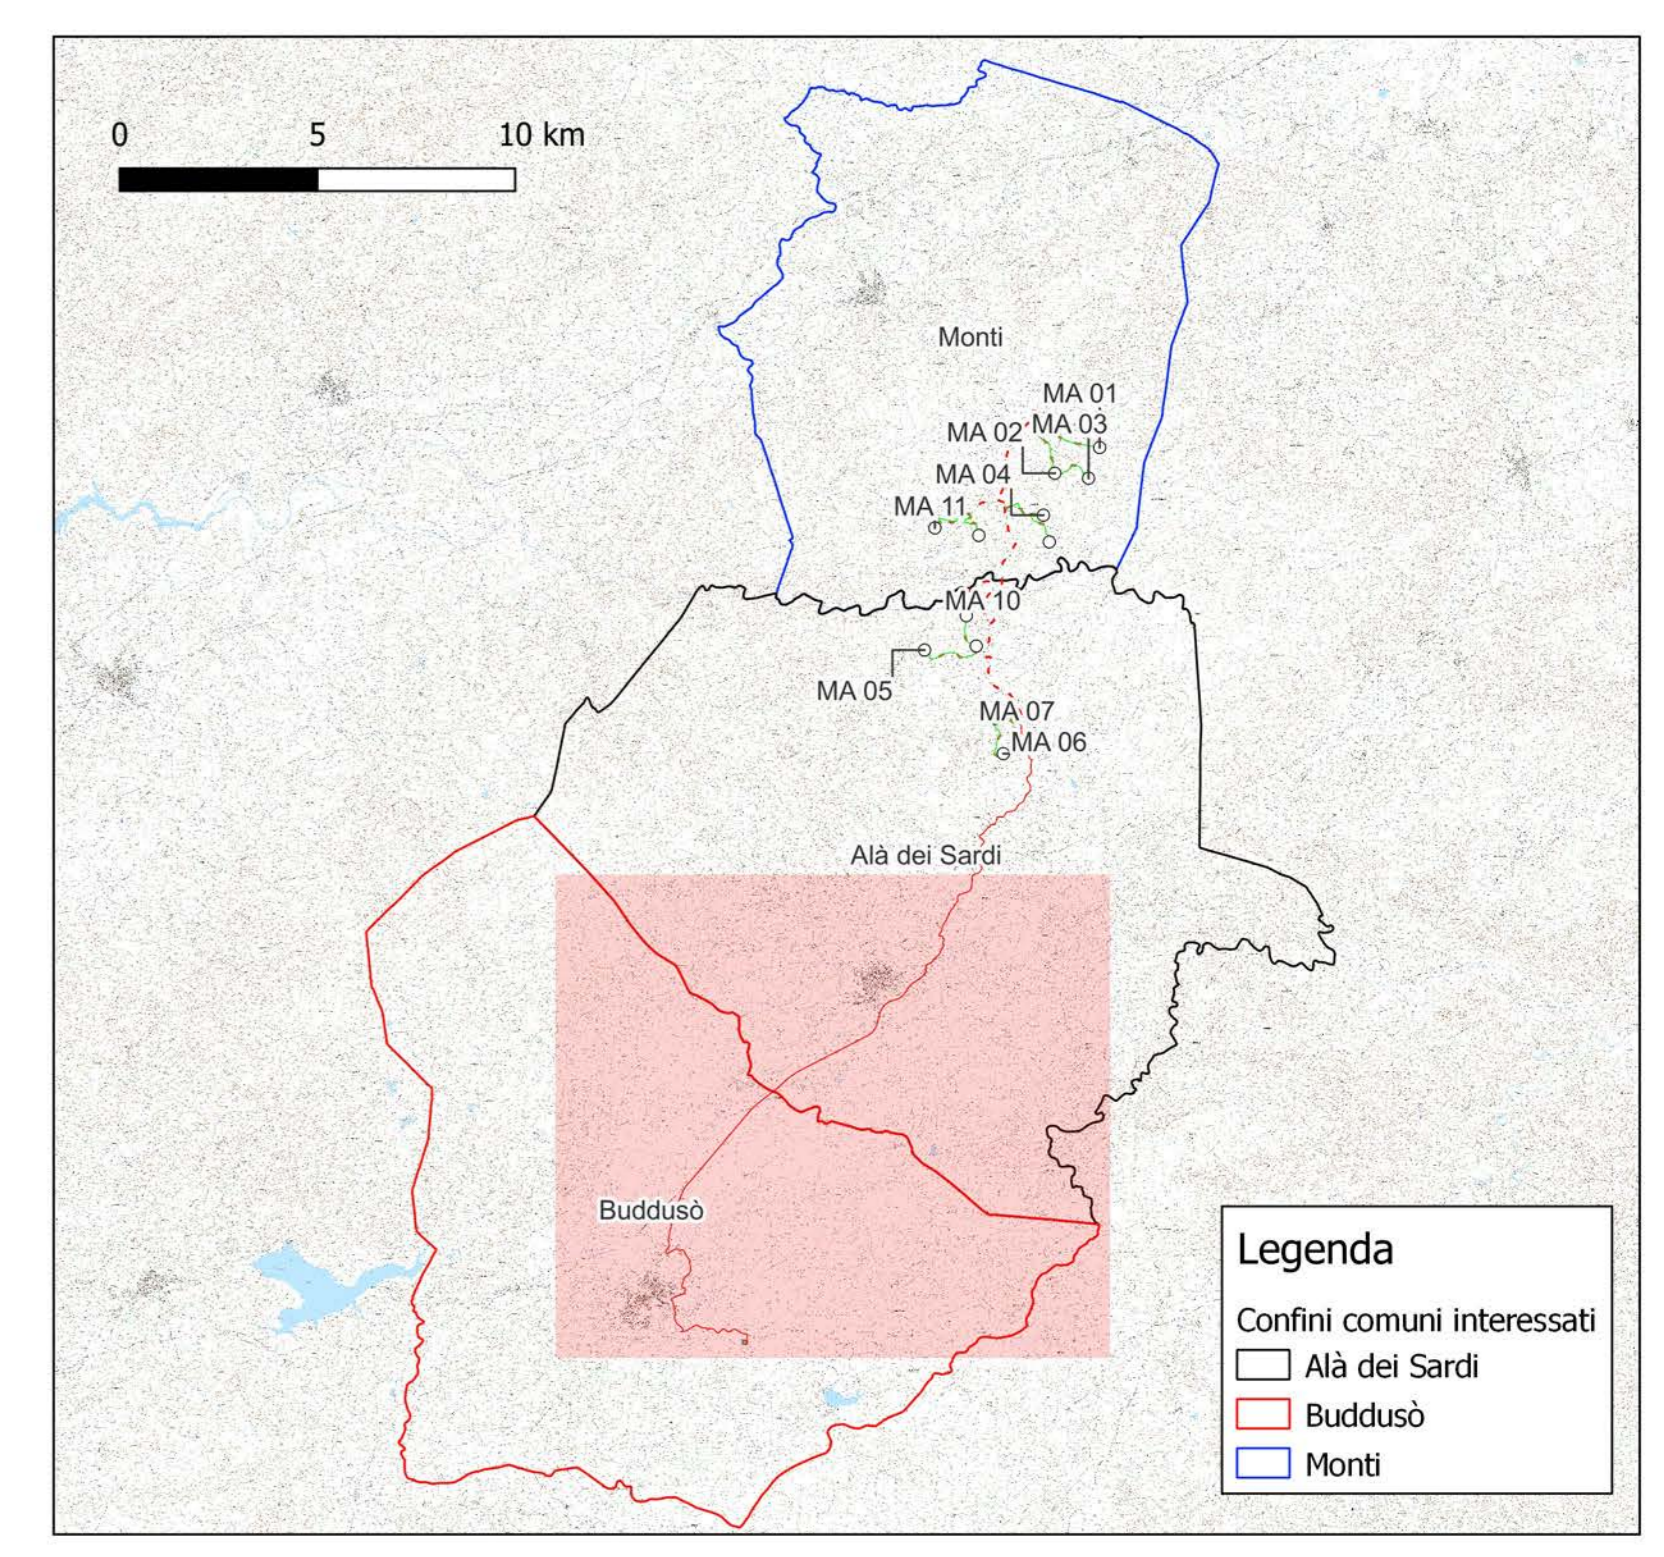 0 5 10 km
Monti
MA 01
MA 02 MA 03
MA 04
MA 11
MA 10
MA 05
MA 07
MA 06
Alà dei Sardi
Buddusò
Legenda
Confini comuni interessati
Alà dei Sardi
Buddusò
Monti